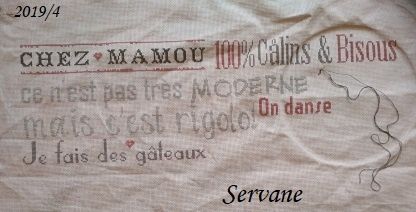 2019/4
CHEZ MAMOU 100% Câlins & Bisous
ce n'est pas très MODERNE
mais c'est rigolo! On danse
Je fais des gâteaux
Servane